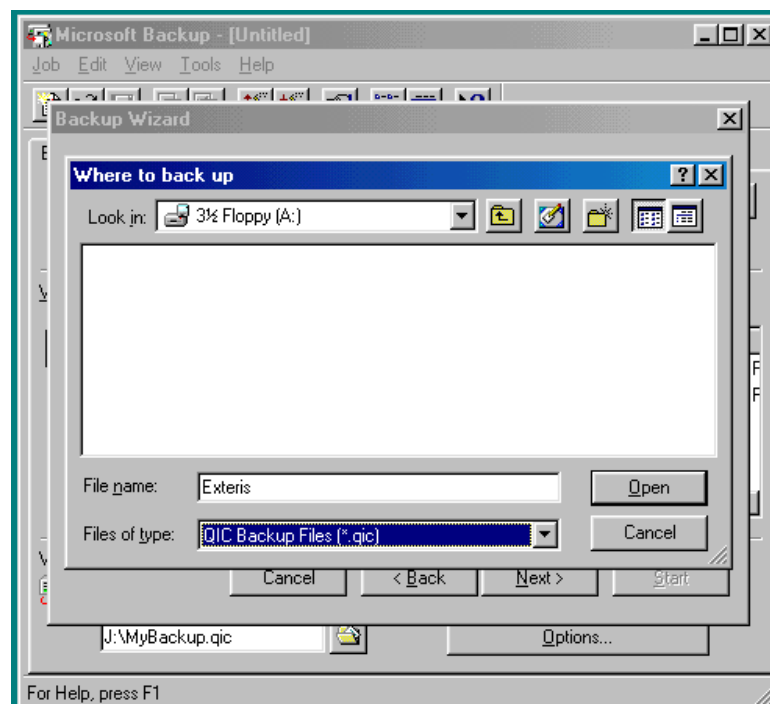 Microsoft Backup - [Untitled]
Job Edit View Tools Help
Backup Wizard
Where to back up
Look in: 3½ Floppy (A:)
File name: Exteris
Open
Files of type: QIC Backup Files (*.qic)
Cancel
Cancel < Back Next > Start
J:\MyBackup.qic
Options...
For Help, press F1